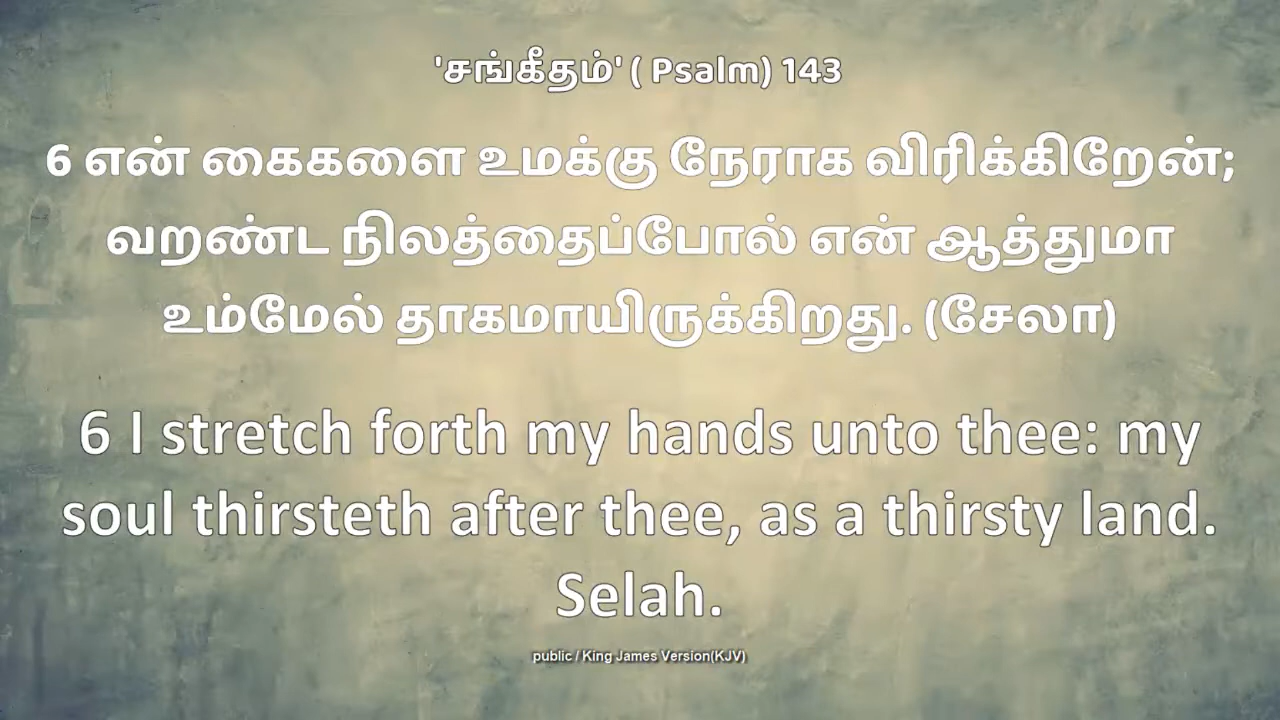 'சங்கீதம்' ( Psalm) 143
6 என் கைகளை உமக்கு நேராக விரிக்கிறேன்;
வறண்ட நிலத்தைப்போல் என் ஆத்துமா
உம்மேல் தாகமாயிருக்கிறது. (சேலா)
6 I stretch forth my hands unto thee: my
soul thirsteth after thee, as a thirsty land.
Selah.
public / King James Version(KJV)